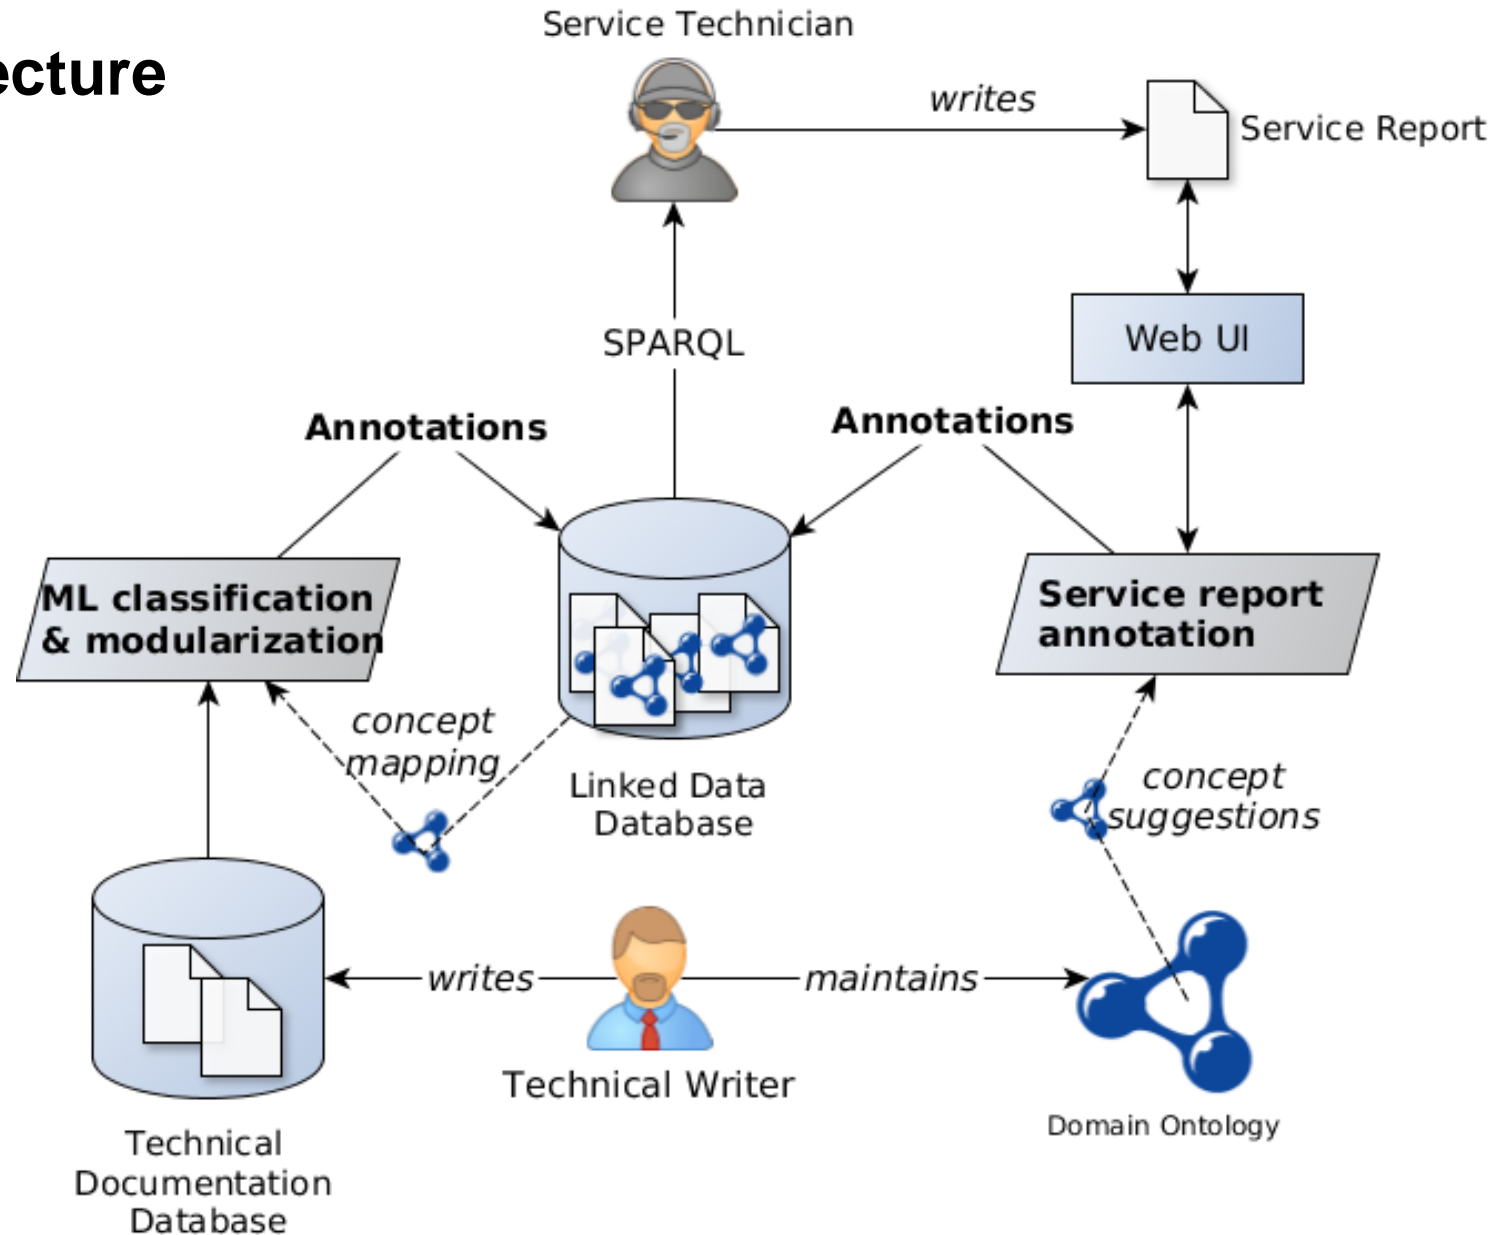 ecture
Service Technician
writes
Service Report
SPARQL
Web UI
Annotations
Annotations
ML classification
& modularization
Service report
annotation
concept
mapping
Linked Data
Database
concept
suggestions
writes
maintains
Technical Writer
Domain Ontology
Technical
Documentation
Database